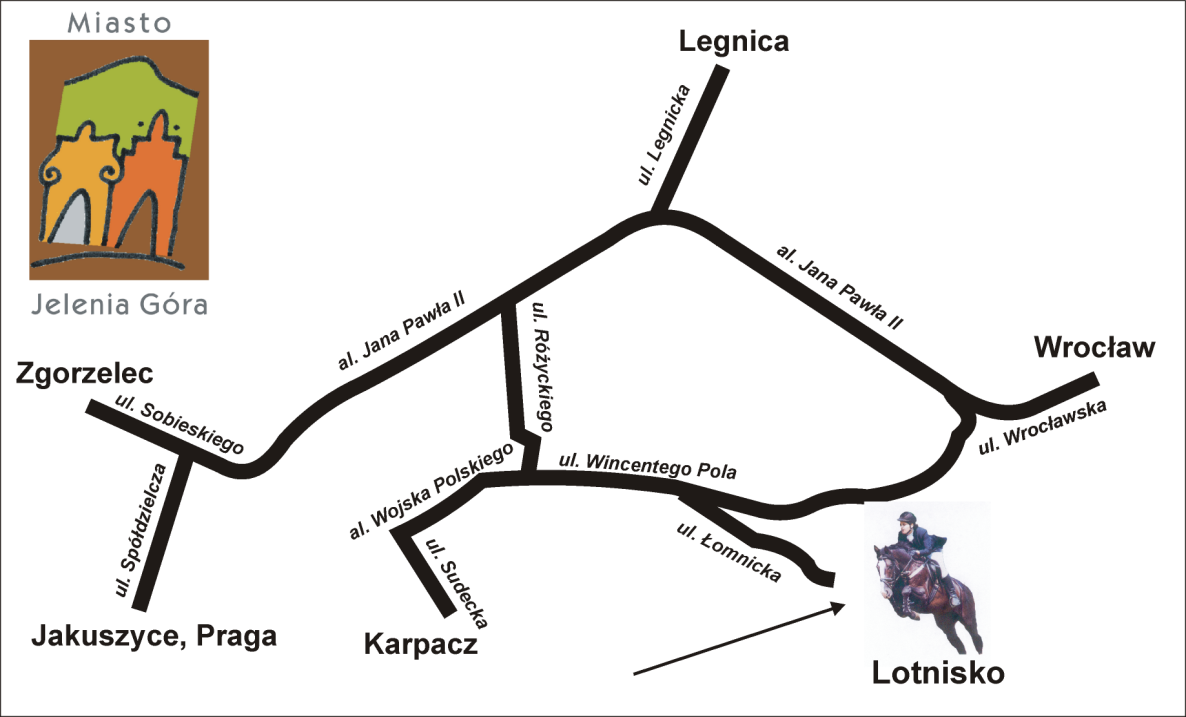 Miasto
Jelenia Góra
Legnica
ul. Legnicka
al. Jana Pawła II
al. Jana Pawła II
ul. Różyckiego
Wrocław
ul. Wrocławska
Zgorzelec
ul. Sobieskiego
ul. Spółdzielcza
al. Wojska Polskiego
ul. Wincentego Pola
ul. Łomnicka
ul. Sudecka
Jakuszyce, Praga
Karpacz
Lotnisko